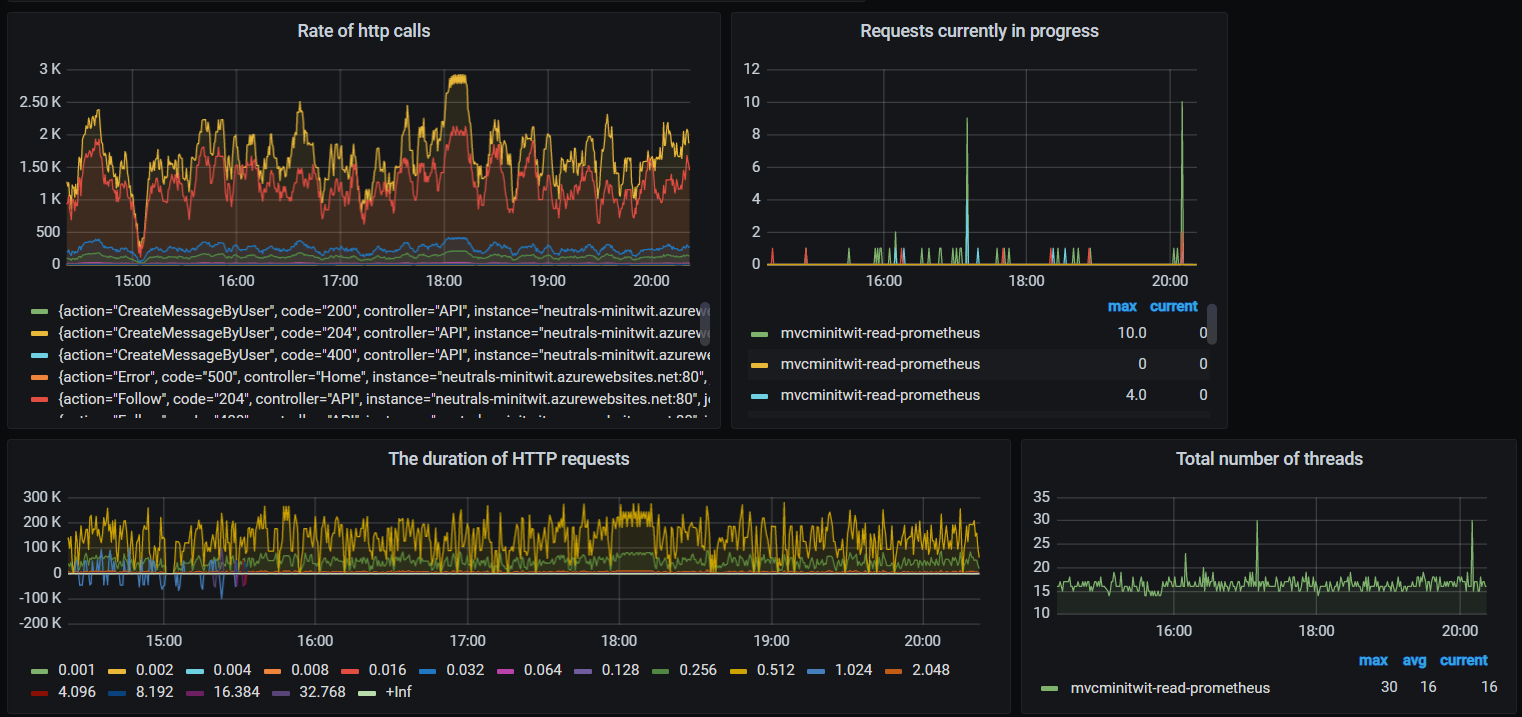 Rate of http calls
3 K
2.50 K
2 K
1.50 K
1 K
500
0
15:00 16:00 17:00 18:00 19:00 20:00
{action="CreateMessageByUser", code="200", controller="API", instance="neutrals-minitwit.azurew
{action="CreateMessageByUser", code="204", controller="API", instance="neutrals-minitwit.azurew
{action="CreateMessageByUser", code="400", controller="API", instance="neutrals-minitwit.azurewe
{action="Error", code="500", controller="Home", instance="neutrals-minitwit.azurewebsites.net:80",
{action="Follow", code="204", controller="API", instance="neutrals-minitwit.azurewebsites.net:80", j
Requests currently in progress
12
10
8
6
4
2
0
16:00 18:00 20:00
max current
mvcminitwit-read-prometheus 10.0 0
mvcminitwit-read-prometheus 0 0
mvcminitwit-read-prometheus 4.0 0
The duration of HTTP requests
300 K
200 K
100 K
0
-100 K
-200 K
15:00 16:00 17:00 18:00 19:00 20:00
0.001 0.002 0.004 0.008 0.016 0.032 0.064 0.128 0.256 0.512 1.024 2.048
4.096 8.192 16.384 32.768 +Inf
Total number of threads
35
30
25
20
15
10
16:00 18:00 20:00
max avg current
mvcminitwit-read-prometheus 30 16 16